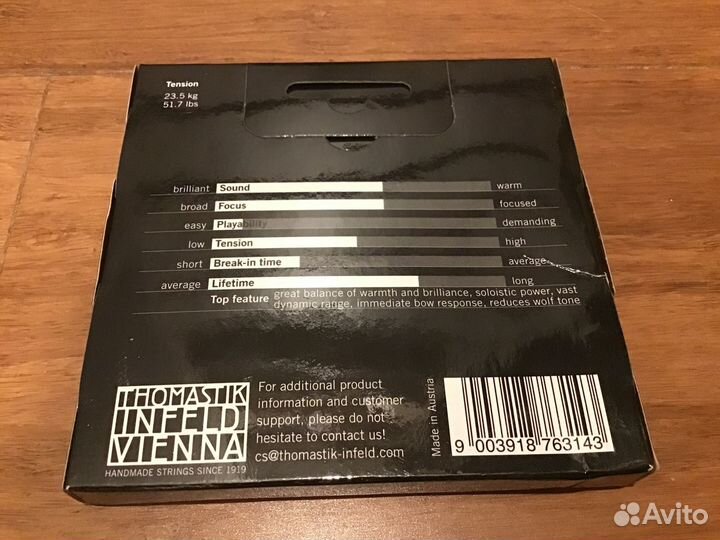 Tension
23.5 kg
51.7 lbs
brilliant Sound warm
broad Focus focused
easy Playability demanding
low Tension high
short Break-in time average
average Lifetime long
Top feature great balance of warmth and brilliance, soloistic power, vast
dynamic range, immediate bow response, reduces wolf tone
THOMASTIK
INFELD
VIENNA
HANDMADE STRINGS SINCE 1919
For additional product
information and customer
support, please do not
hesitate to contact us!
cs@thomastik-infeld.com
Made in Austria
9 003918 763143
Avito